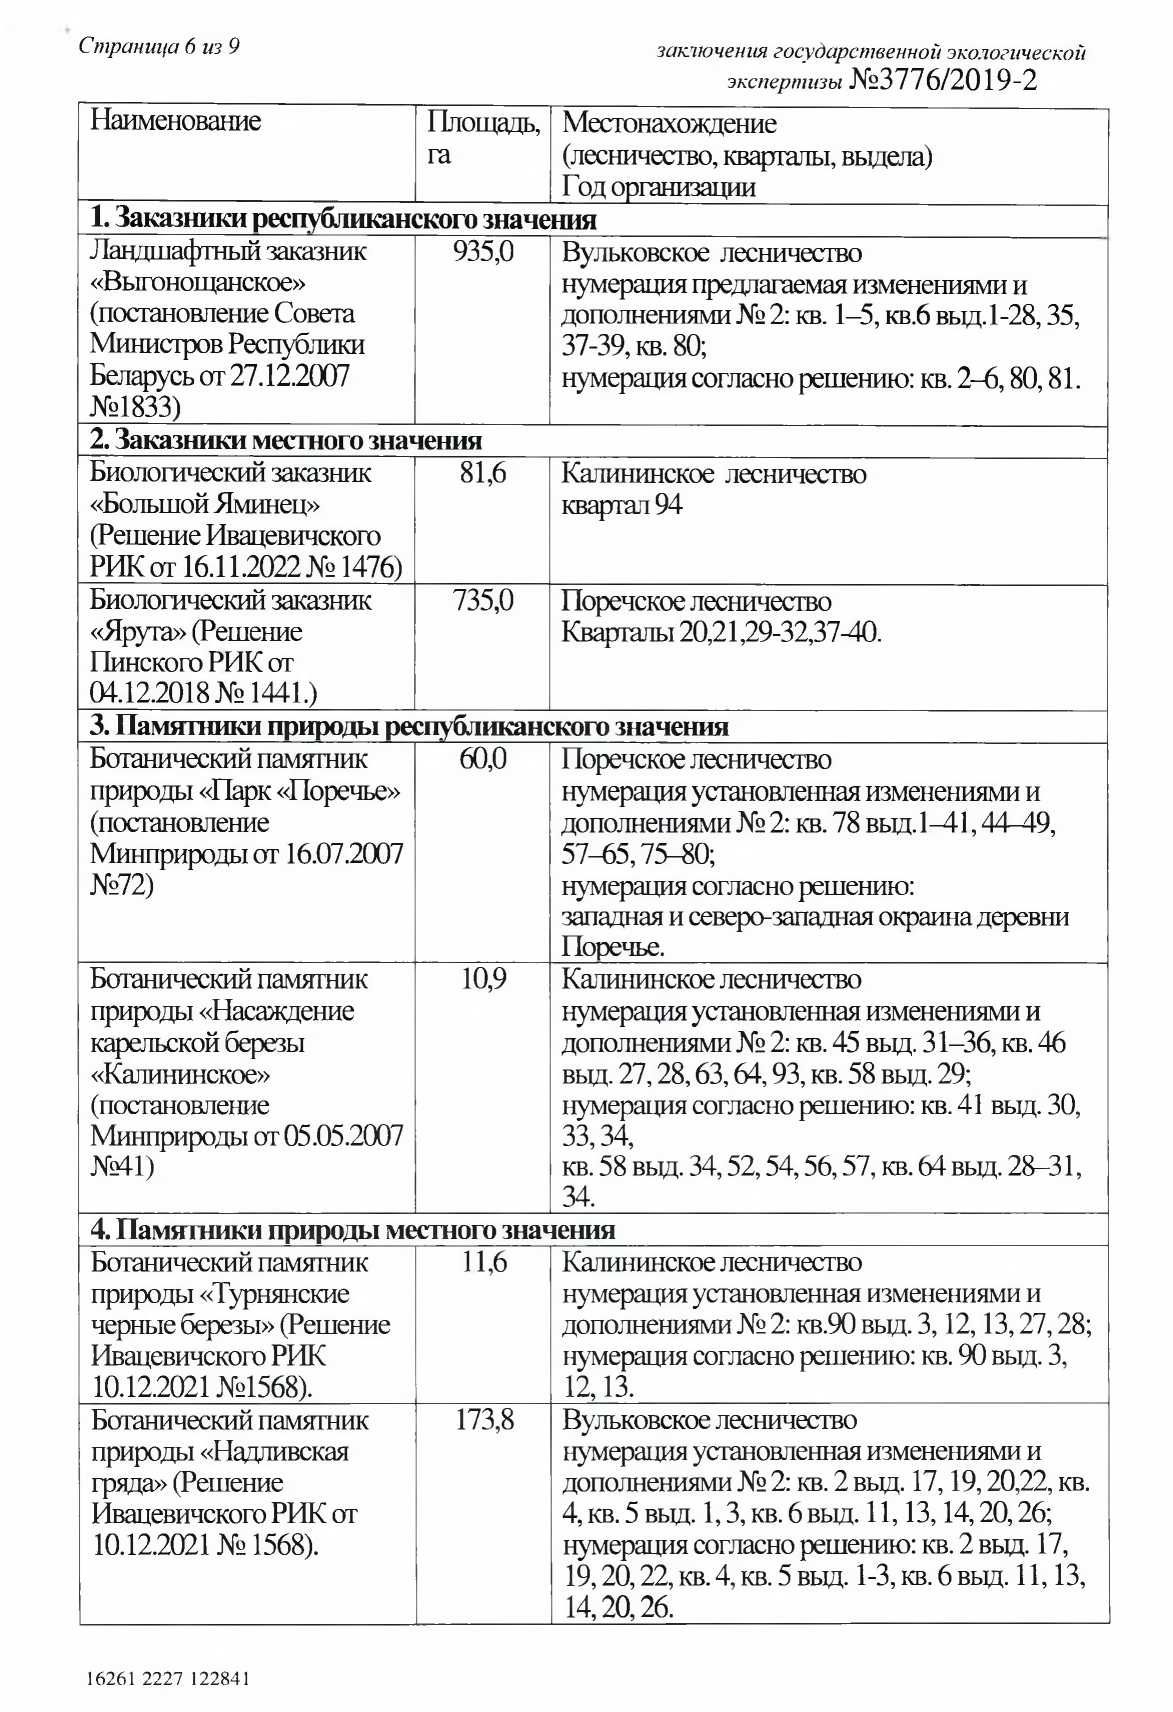 Страница 6 из 9
заключения государственной экологической
экспертизы №3776/2019-2
Наименование
Площадь,
га
Местонахождение
(лесничество, кварталы, выдела)
Год организации
1. Заказники республиканского значения
Ландшафтный заказник
«Выгонощанское»
(постановление Совета
Министров Республики
Беларусь от 27.12.2007
№1833)
935,0
Вульковское лесничество
нумерация предлагаемая изменениями и
дополнениями № 2: кв. 1–5, кв.6 выд.1-28, 35,
37-39, кв. 80;
нумерация согласно решению: кв. 2–6, 80, 81.
2. Заказники местного значения
Биологический заказник
«Большой Яминец»
(Решение Ивацевичского
РИК от 16.11.2022 № 1476)
81,6
Калининское лесничество
квартал 94
Биологический заказник
«Ярута» (Решение
Пинского РИК от
04.12.2018 № 1441.)
735,0
Поречское лесничество
Кварталы 20,21,29-32,37-40.
3. Памятники природы республиканского значения
Ботанический памятник
природы «Парк «Поречье»
(постановление
Минприроды от 16.07.2007
№72)
60,0
Поречское лесничество
нумерация установленная изменениями и
дополнениями № 2: кв. 78 выд.1–41, 44–49,
57–65, 75–80;
нумерация согласно решению:
западная и северо-западная окраина деревни
Поречье.
Ботанический памятник
природы «Насаждение
карельской березы
«Калининское»
(постановление
Минприроды от 05.05.2007
№41)
10,9
Калининское лесничество
нумерация установленная изменениями и
дополнениями № 2: кв. 45 выд. 31–36, кв. 46
выд. 27, 28, 63, 64, 93, кв. 58 выд. 29;
нумерация согласно решению: кв. 41 выд. 30,
33, 34,
кв. 58 выд. 34, 52, 54, 56, 57, кв. 64 выд. 28–31,
34.
4. Памятники природы местного значения
Ботанический памятник
природы «Турнянские
черные березы» (Решение
Ивацевичского РИК
10.12.2021 №1568).
11,6
Калининское лесничество
нумерация установленная изменениями и
дополнениями № 2: кв.90 выд. 3, 12, 13, 27, 28;
нумерация согласно решению: кв. 90 выд. 3,
12, 13.
Ботанический памятник
природы «Надливская
гряда» (Решение
Ивацевичского РИК от
10.12.2021 № 1568).
173,8
Вульковское лесничество
нумерация установленная изменениями и
дополнениями № 2: кв. 2 выд. 17, 19, 20,22, кв.
4, кв. 5 выд. 1, 3, кв. 6 выд. 11, 13, 14, 20, 26;
нумерация согласно решению: кв. 2 выд. 17,
19, 20, 22, кв. 4, кв. 5 выд. 1-3, кв. 6 выд. 11, 13,
14, 20, 26.
16261 2227 122841